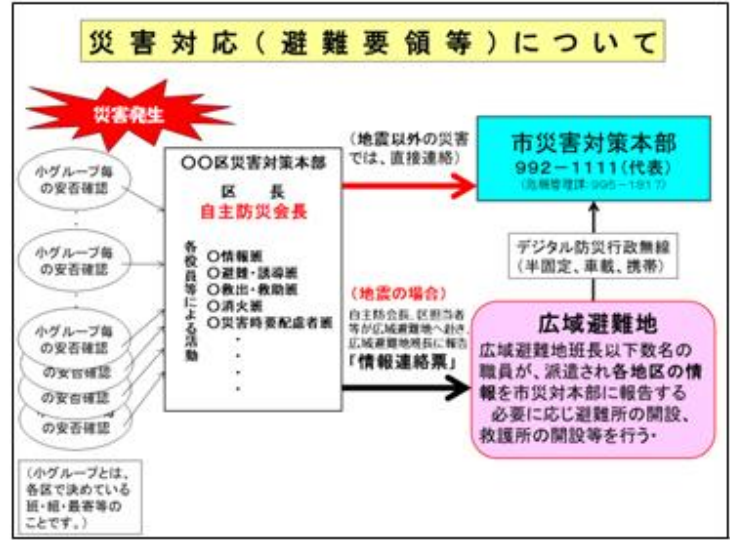 災害対応(避難要領等)について
災害発生
小グループ毎
の安否確認
・
・
小グループ毎
の安否確認
小グループ毎
の安否確認
の安否確認
の安否確認
の安否確認
(小グループとは、
各区で決めている
班・組・最寄等の
ことです。)
〇〇区災害対策本部
区 長
自主防災会長
各役員等による活動
〇情報班
〇避難・誘導班
〇救出・救助班
〇消火班
〇災害時要配慮者班
・
・
・
・
(地震以外の災害
では、直接連絡)
(地震の場合)
自主防会長、区担当者
等が広域避難地へ赴き、
広域避難地班長に報告
「情報連絡票」
市災害対策本部
992-1111(代表)
(危機管理課:995-1817)
デジタル防災行政無線
(半固定、車載、携帯)
広域避難地
広域避難地班長以下数名の
職員が、派遣され各地区の情
報を市災対本部に報告する
必要に応じ避難所の開設、
救護所の開設等を行う・